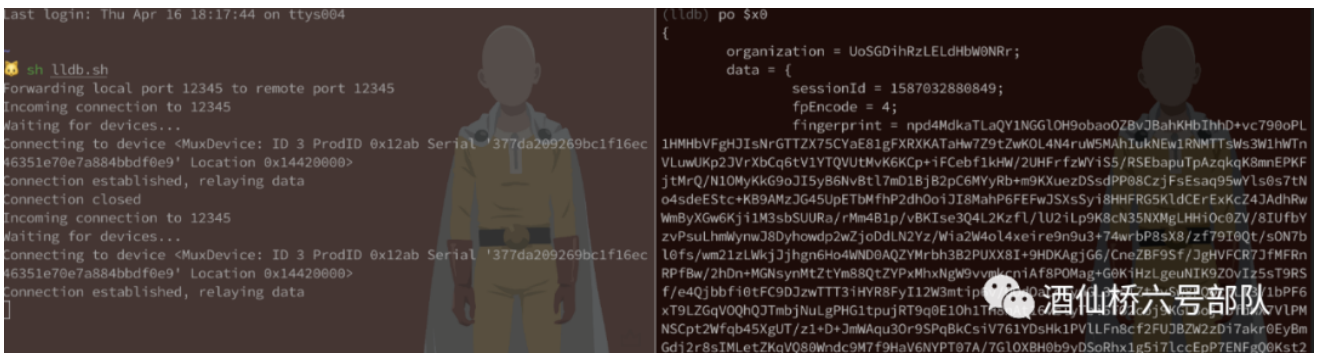 Last login: Thu Apr 16 18:17:44 on ttys004
~
sh lldb.sh
Forwarding local port 12345 to remote port 12345
Incoming connection to 12345
Waiting for devices...
Connecting to device <MuxDevice: ID 3 ProdID 0x12ab Serial '377da209269bc1f16ec
46351e70e7a884bbdf0e9' Location 0x14420000>
Connection established, relaying data
Connection closed
Incoming connection to 12345
Waiting for devices...
Connecting to device <MuxDevice: ID 3 ProdID 0x12ab Serial '377da209269bc1f16ec
46351e70e7a884bbdf0e9' Location 0x14420000>
Connection established, relaying data
(lldb) po $x0
{
organization = UoSGDihRzLELdHbW0NRr;
data = {
sessionId = 1587032880849;
fpEncode = 4;
fingerprint = npd4MdkaTLaQY1NGGlOH9obaoOZBvJBahKHbIhhD+vc790oPL
1HMHbVFgHJIsNrGTTZX75CYaE81gFXRXKATaHw7Z9tZwKOL4N4ruW5MAhIukNEw1RNMTTsWs3W1hWTn
VLuwUKp2JVrXbCq6tV1YTQVUtMvK6KCp+iFCebf1kHW/2UHFrfzWYiS5/RSEbapuTpAzqkqK8mnEPKF
jtMrQ/N1OMyKkG9oJI5yB6NvBtl7mD1BjB2pC6MYyRb+m9KXuezDSsdPP08CzjFsEsaq95wYls0s7tN
o4sdeEStc+KB9AMzJG45UpETbMfhP2dhOoiJI8MahP6FEFwJSXsSyi8HHFRG5KldCErExKcZ4JAdhRw
WmByXGw6Kji1M3sbSUURa/rMm4B1p/vBKIse3Q4L2Kzfl/lU2iLp9K8cN35NXMgLHHiOc0ZV/8IUfbY
zvPsuLhmWynwJ8Dyhowdp2wZjoDdLN2Yz/Wia2W4ol4xeire9n9u3+74wrbP8sX8/zf79I0Qt/sON7b
l0fs/wm21zLWkjJjhgn6Ho4WND0AQZYMrbh3B2PUXX8I+9HDKAgjG6/CneZBF9Sf/JgHVFCR7JfMFRn
RPfBw/2hDn+MGNsynMtZtYm88QtZYPxMhxNgW9vvmkcniAf8POMag+G0KiHzLgeuNIK9ZOvIz5sT9RS
酒仙桥六号部队